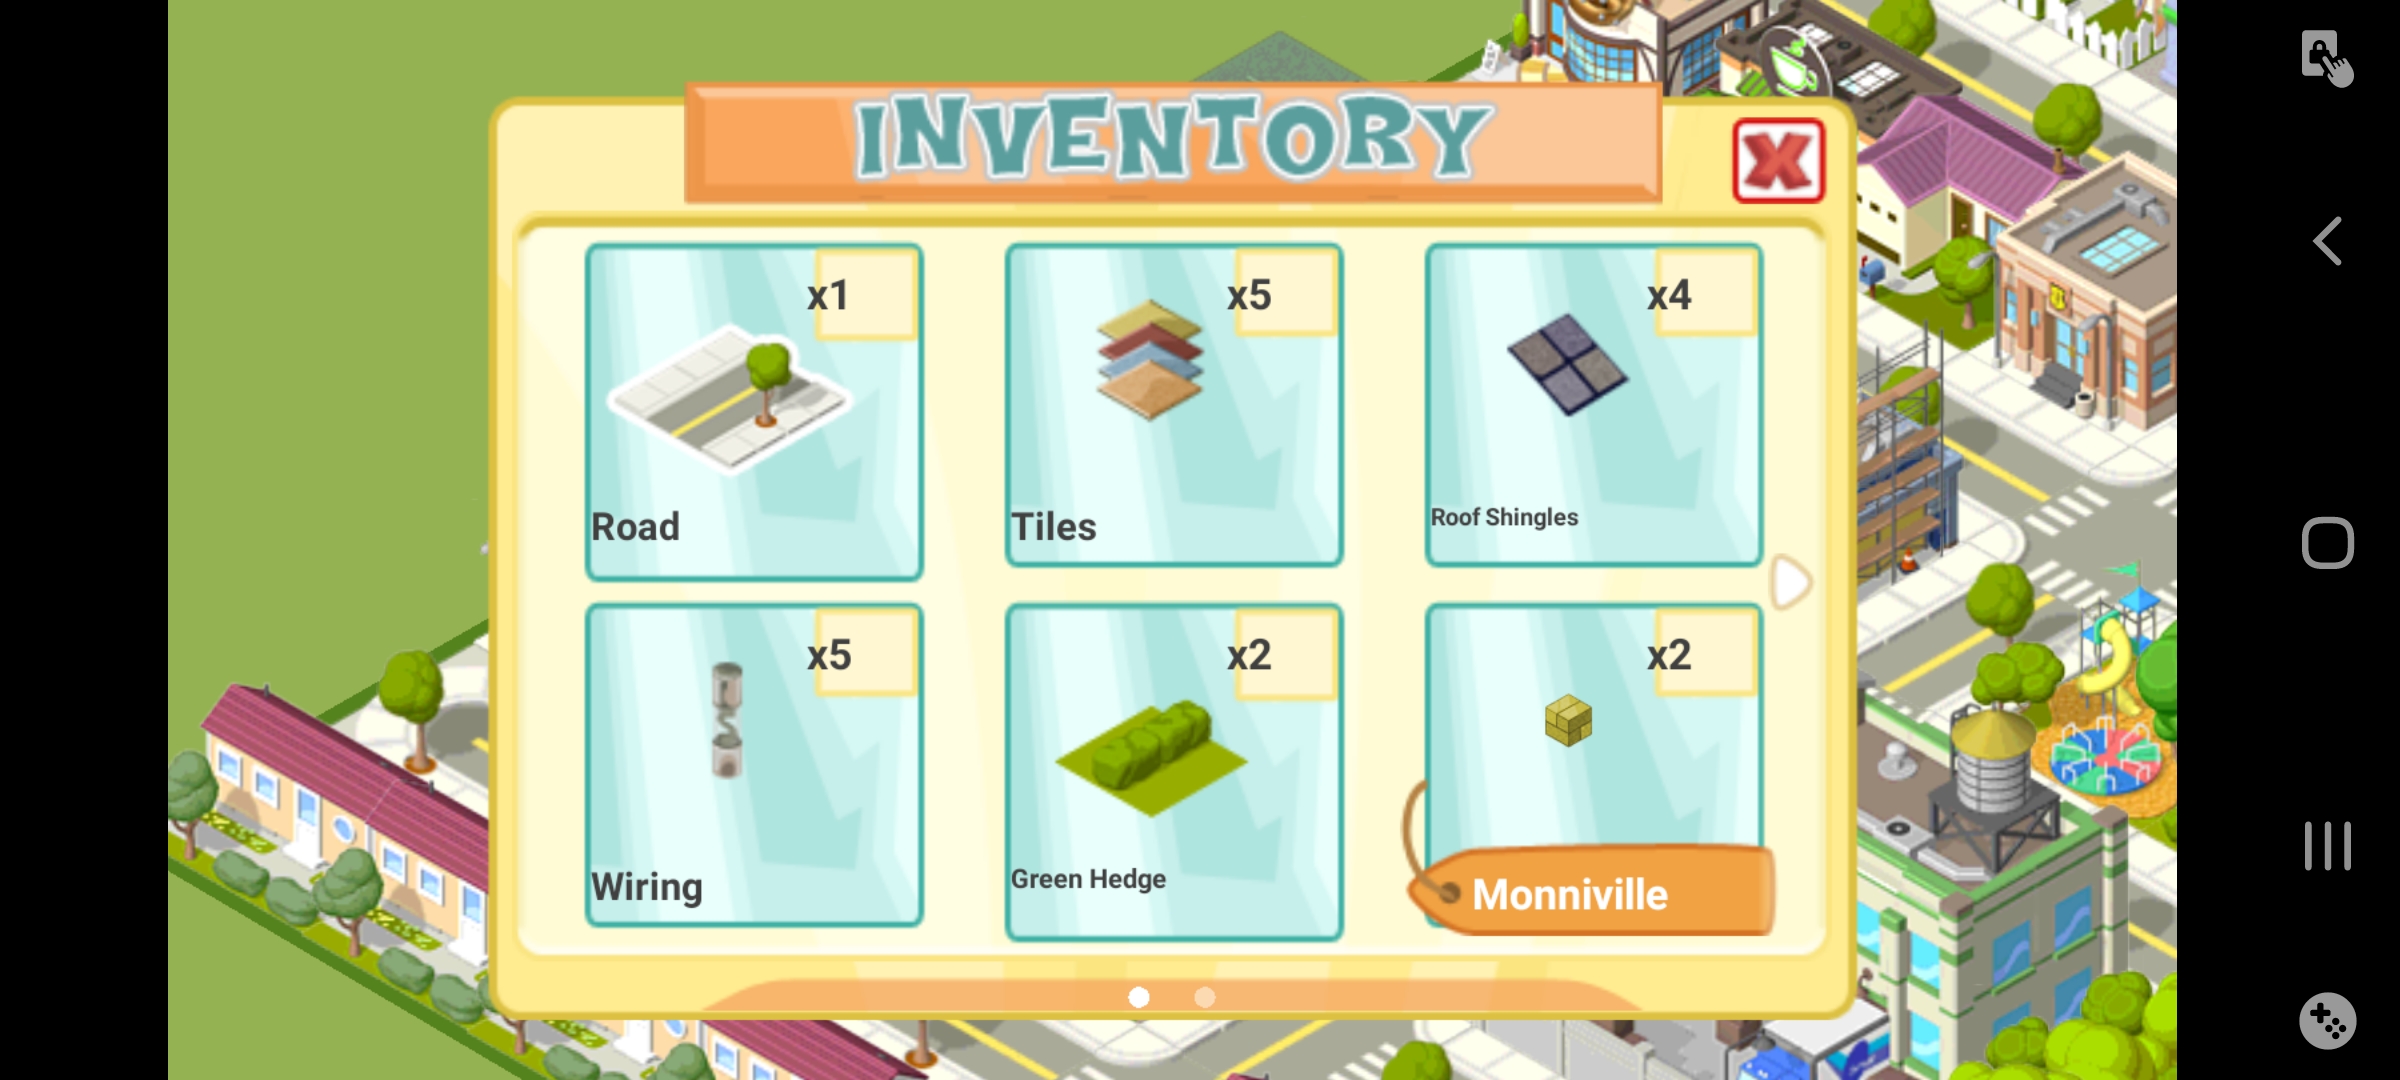 INVENTORY
X
x1
x5
x4
Road
Tiles
Roof Shingles
x5
x2
x2
Wiring
Green Hedge
Monniville